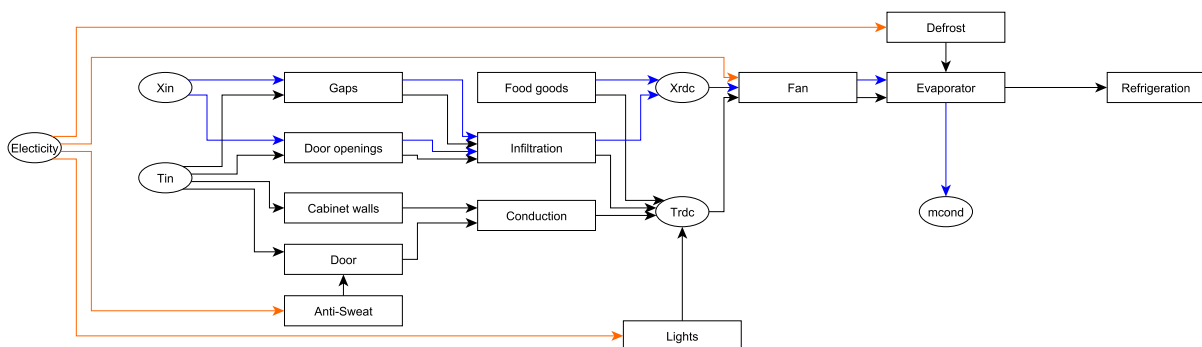 Defrost
Xin
Gaps
Food goods
Xrdc
Fan
Evaporator
Refrigeration
Electicity
Door openings
Infiltration
Tin
Cabinet walls
Conduction
Trdc
mcond
Door
Anti-Sweat
Lights